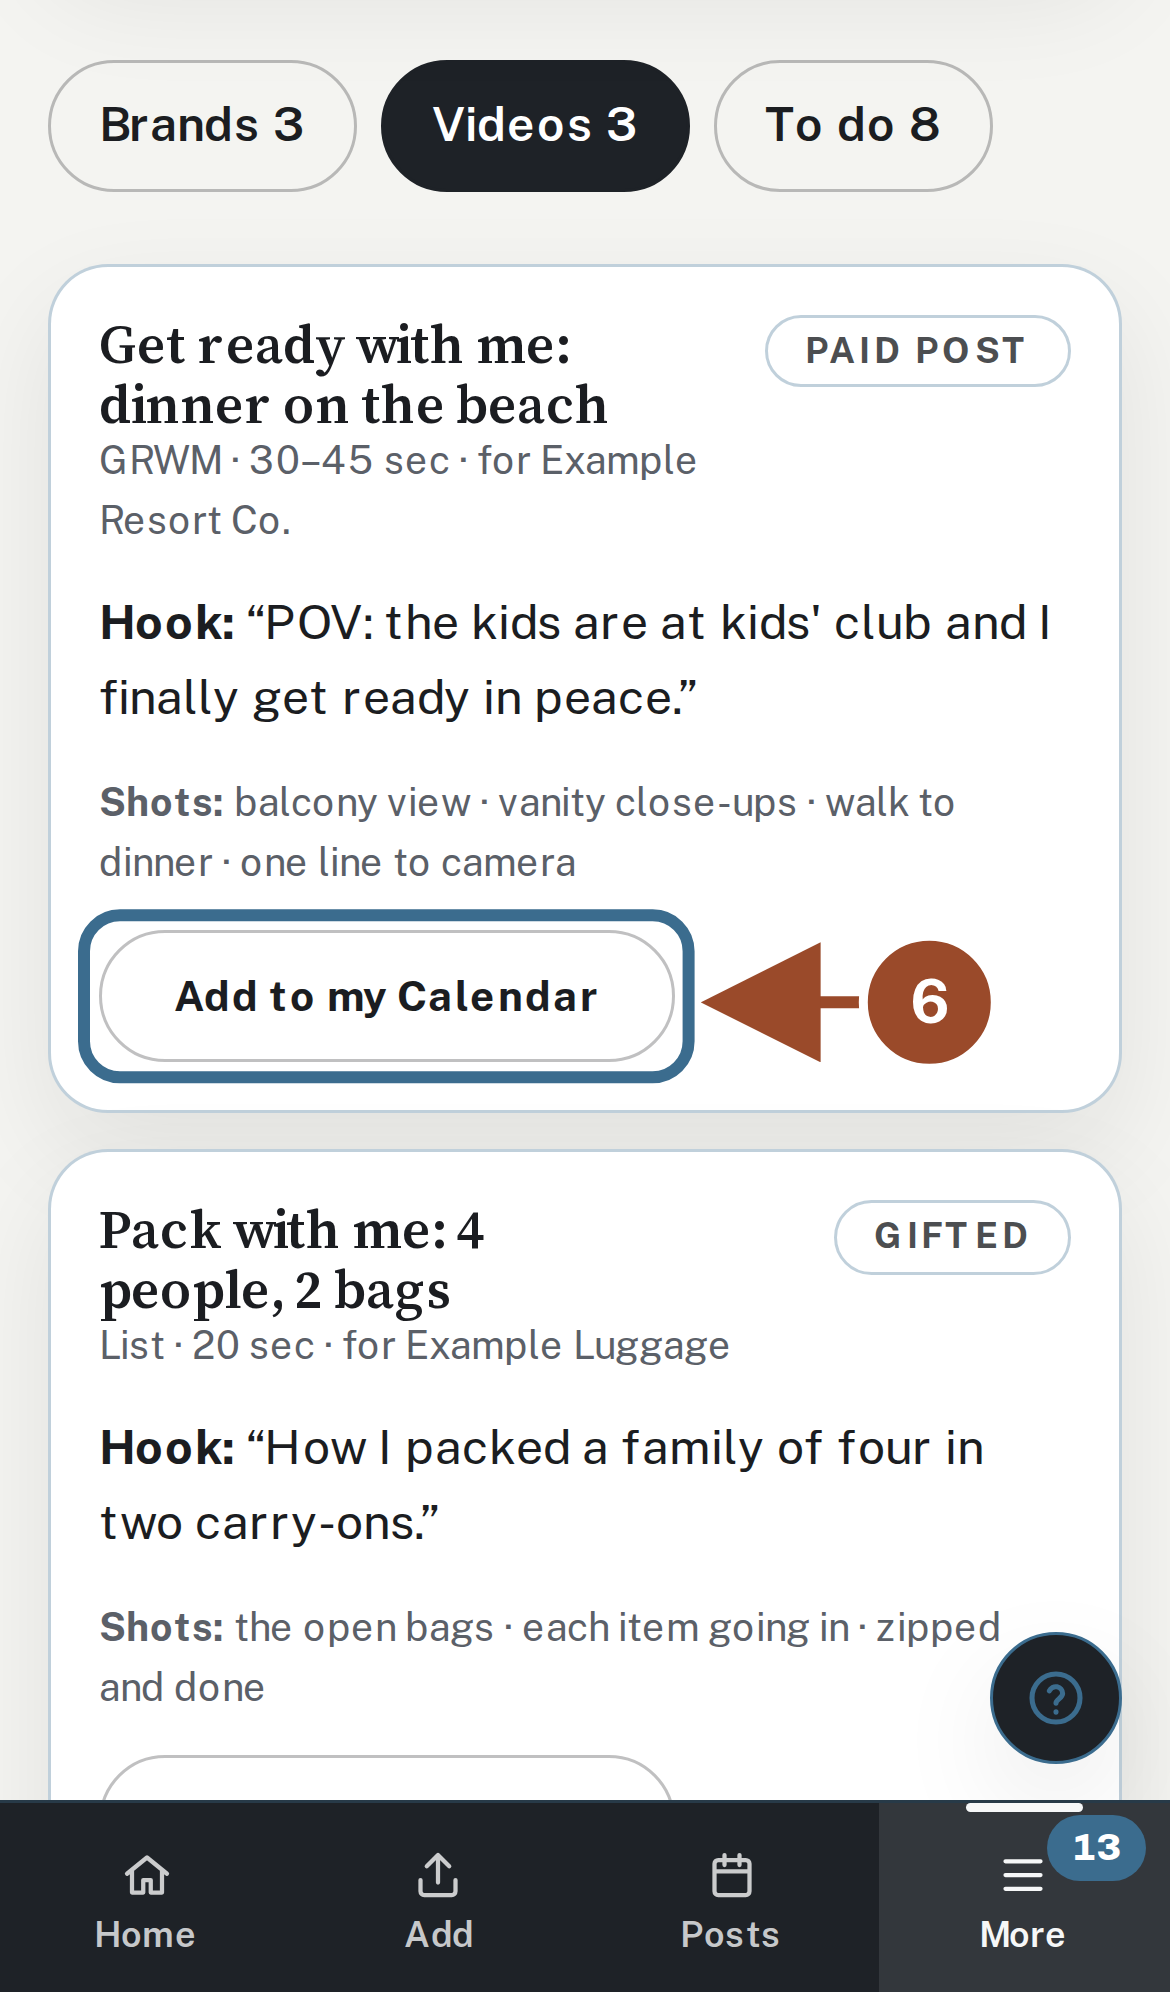 Brands 3
Videos 3
To do 8
Get ready with me:
dinner on the beach
PAID POST
GRWM · 30–45 sec · for Example
Resort Co.
Hook: “POV: the kids are at kids' club and I
finally get ready in peace.”
Shots: balcony view · vanity close-ups · walk to
dinner · one line to camera
Add to my Calendar
6
Pack with me: 4
people, 2 bags
GIFTED
List · 20 sec · for Example Luggage
Hook: “How I packed a family of four in
two carry-ons.”
Shots: the open bags · each item going in · zipped
and done
?
13
Home
Add
Posts
More